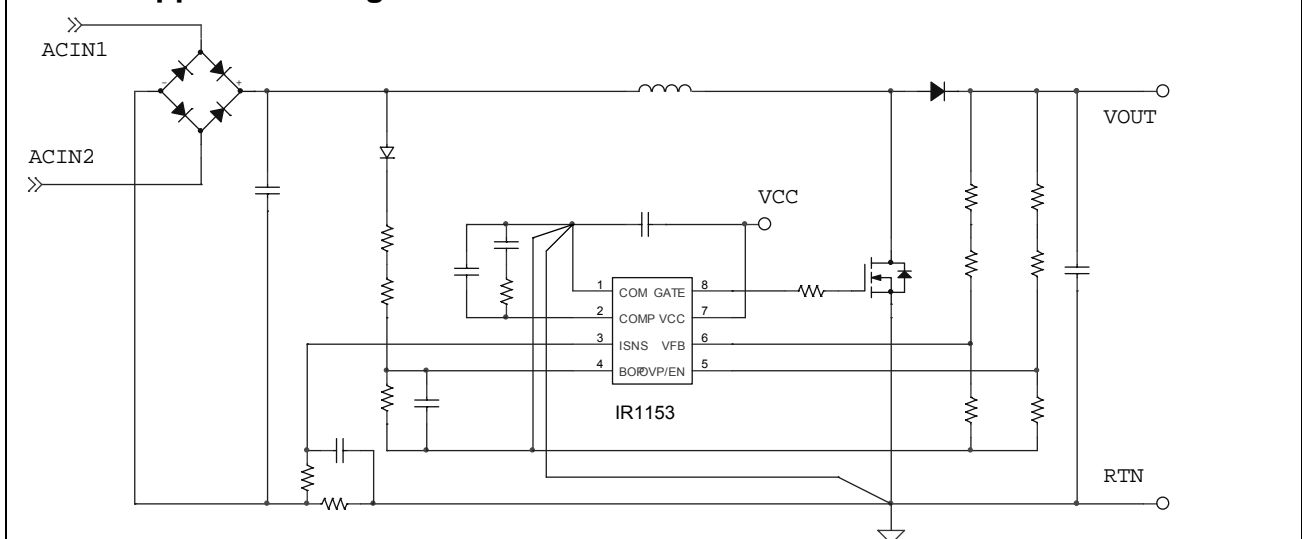 ACIN1
ACIN2
VOUT
VCC
1 COM GATE 8
2 COMP VCC 7
3 ISNS VFB 6
4 BOP OVP/EN 5
IR1153
RTN
- +